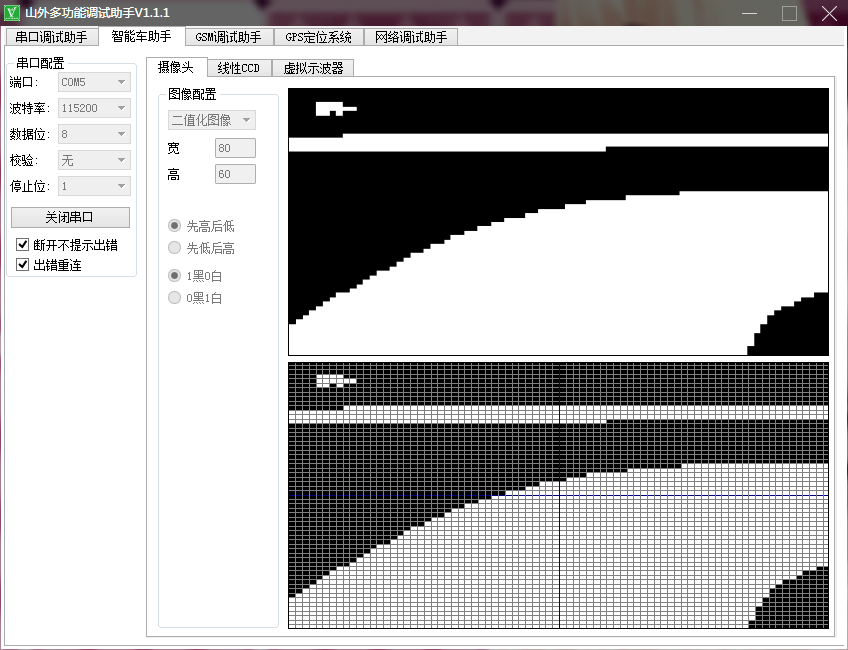 山外多功能调试助手V1.1.1
串口调试助手 智能车助手 GSM调试助手 GPS定位系统 网络调试助手
串口配置
端口: COM5
波特率: 115200
数据位: 8
校验: 无
停止位: 1
关闭串口
断开不提示出错
出错重连
摄像头 线性CCD 虚拟示波器
图像配置
二值化图像
宽 80
高 60
先高后低
先低后高
1黑0白
0黑1白